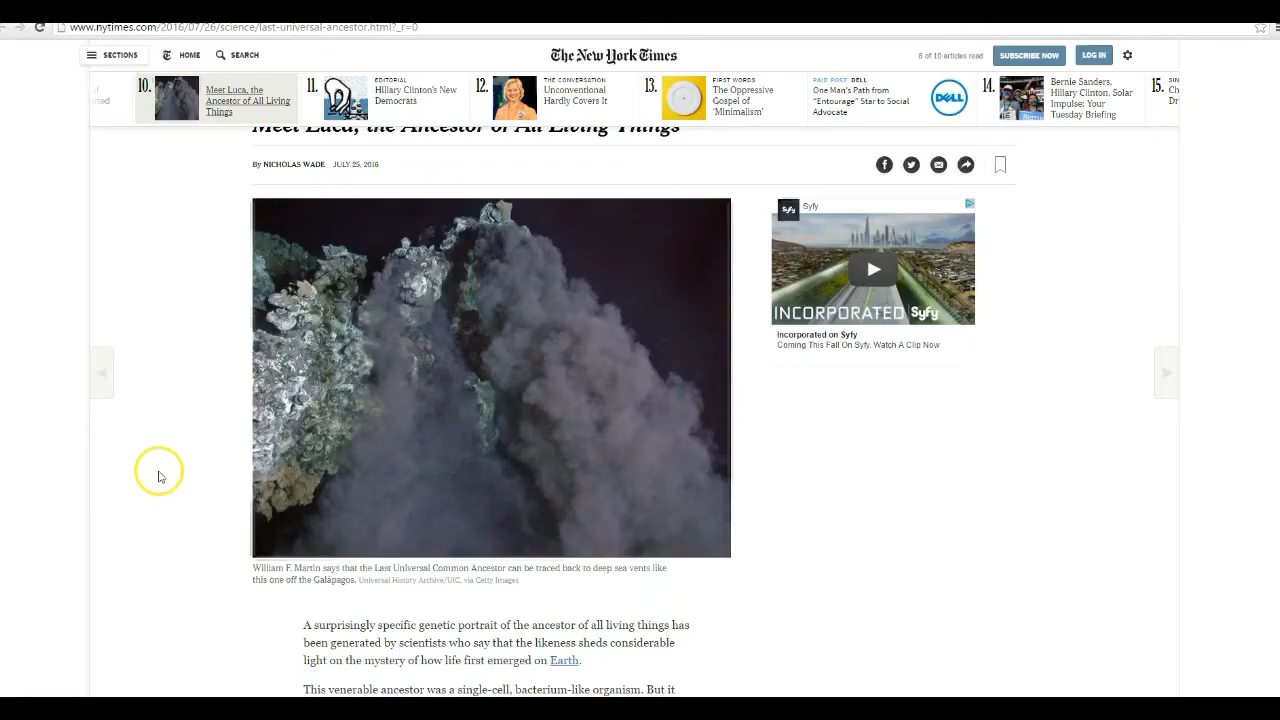 www.nytimes.com/2016/07/26/science/last-universal-ancestor.html?_r=0
SECTIONS HOME SEARCH The New York Times 8 of 10 articles read SUBSCRIBE NOW LOG IN
10. Meet Luca, the
Ancestor of All Living
Things
11. EDITORIAL
Hillary Clinton's New
Democrats
12. THE CONVERSATION
Unconventional
Hardly Covers It
13. FIRST WORDS
The Oppressive
Gospel of
'Minimalism'
PAID POST DELL
One Man's Path from
"Entourage" Star to Social
Advocate
DELL
14. Bernie Sanders,
Hillary Clinton, Solar
Impulse: Your
Tuesday Briefing
15.
Meet Luca, the Ancestor of All Living Things
By NICHOLAS WADE JULY 25, 2016
Syfy Syfy
INCORPORATED Syfy
Incorporated on Syfy
Coming This Fall On Syfy. Watch A Clip Now
William F. Martin says that the Last Universal Common Ancestor can be traced back to deep sea vents like
this one off the Galápagos. Universal History Archive/UIG, via Getty Images
A surprisingly specific genetic portrait of the ancestor of all living things has
been generated by scientists who say that the likeness sheds considerable
light on the mystery of how life first emerged on Earth.
This venerable ancestor was a single-cell, bacterium-like organism. But it